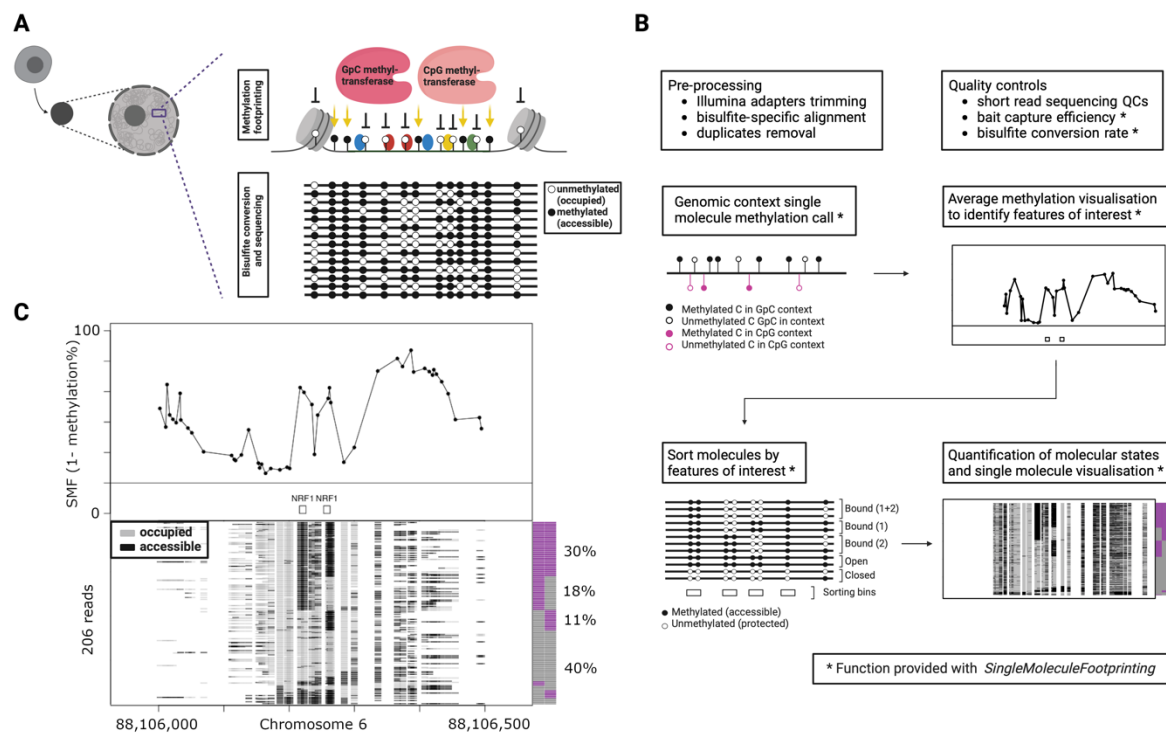 A
GpC methyl-
transferase
CpG methyl-
transferase
Methylation
footprinting
Bisulfite conversion
and sequencing
unmethylated
(occupied)
methylated
(accessible)
B
Pre-processing
• Illumina adapters trimming
• bisulfite-specific alignment
• duplicates removal
Quality controls
• short read sequencing QCs
• bait capture efficiency *
• bisulfite conversion rate *
Genomic context single
molecule methylation call *
Methylated C in GpC context
Unmethylated C GpC in context
Methylated C in CpG context
Unmethylated C in CpG context
Average methylation visualisation
to identify features of interest *
Sort molecules by
features of interest *
Bound (1+2)
Bound (1)
Bound (2)
Open
Closed
Sorting bins
Methylated (accessible)
Unmethylated (protected)
Quantification of molecular states
and single molecule visualisation *
* Function provided with SingleMoleculeFootprinting
C
100
SMF (1- methylation%)
0
NRF1 NRF1
occupied
accessible
206 reads
30%
18%
11%
40%
88,106,000 Chromosome 6 88,106,500